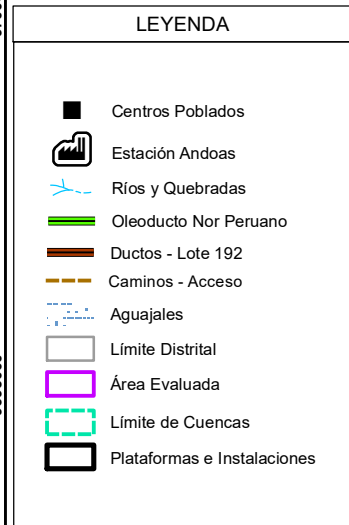 LEYENDA
Centros Poblados
Estación Andoas
Ríos y Quebradas
Oleoducto Nor Peruano
Ductos - Lote 192
Caminos - Acceso
Aguajales
Límite Distrital
Área Evaluada
Límite de Cuencas
Plataformas e Instalaciones